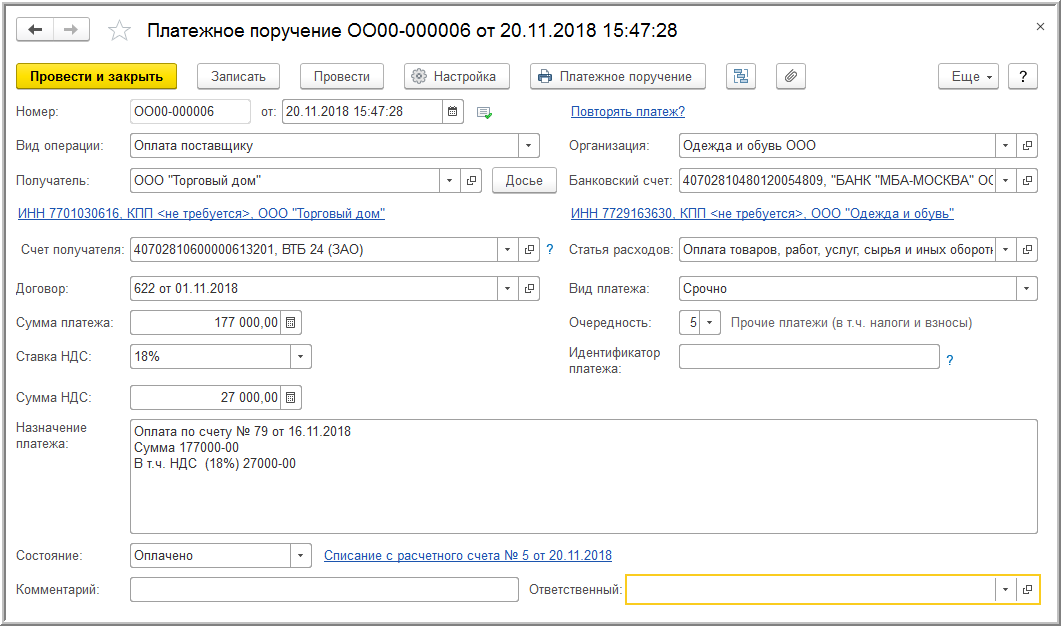 Платежное поручение ОО00-000006 от 20.11.2018 15:47:28
Провести и закрыть Записать Провести Настройка Платежное поручение Еще ?
Номер: ОО00-000006 от: 20.11.2018 15:47:28 Повторять платеж?
Вид операции: Оплата поставщику Организация: Одежда и обувь ООО
Получатель: ООО "Торговый дом" Досье Банковский счет: 40702810480120054809, "БАНК "МБА-МОСКВА" ОС
ИНН 7701030616, КПП <не требуется>, ООО "Торговый дом" ИНН 7729163630, КПП <не требуется>, ООО "Одежда и обувь"
Счет получателя: 40702810600000613201, ВТБ 24 (ЗАО) ? Статья расходов: Оплата товаров, работ, услуг, сырья и иных оборотн
Договор: 622 от 01.11.2018 Вид платежа: Срочно
Сумма платежа: 177 000,00 Очередность: 5 Прочие платежи (в т.ч. налоги и взносы)
Ставка НДС: 18% Идентификатор
платежа: ?
Сумма НДС: 27 000,00
Назначение
платежа:
Оплата по счету № 79 от 16.11.2018
Сумма 177000-00
В т.ч. НДС (18%) 27000-00
Состояние: Оплачено Списание с расчетного счета № 5 от 20.11.2018
Комментарий: Ответственный: